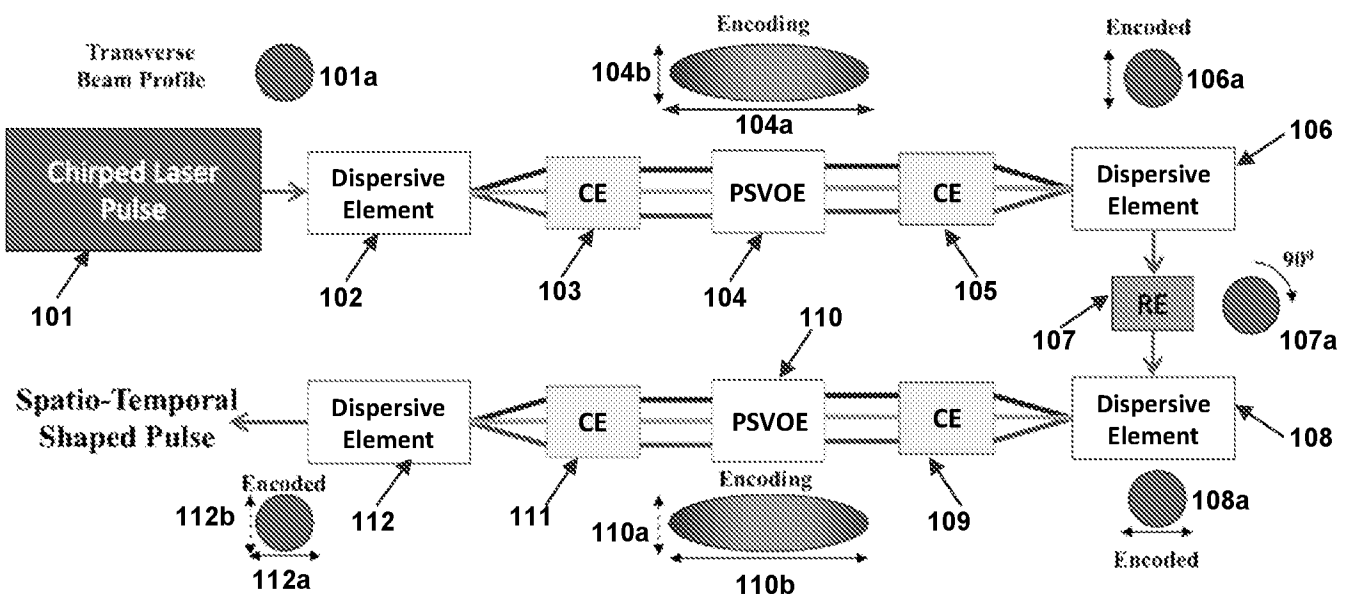 Transverse
Beam Profile
101a
Encoding
104b
104a
Encoded
106a
106
Chirped Laser
Pulse
Dispersive
Element
CE
PSVOE
CE
Dispersive
Element
101
102
103
104
105
90º
RE
107
107a
110
Spatio-Temporal
Shaped Pulse
Dispersive
Element
CE
PSVOE
CE
Dispersive
Element
108
Encoded
112b
112a
112
111
Encoding
110a
110b
109
108a
Encoded